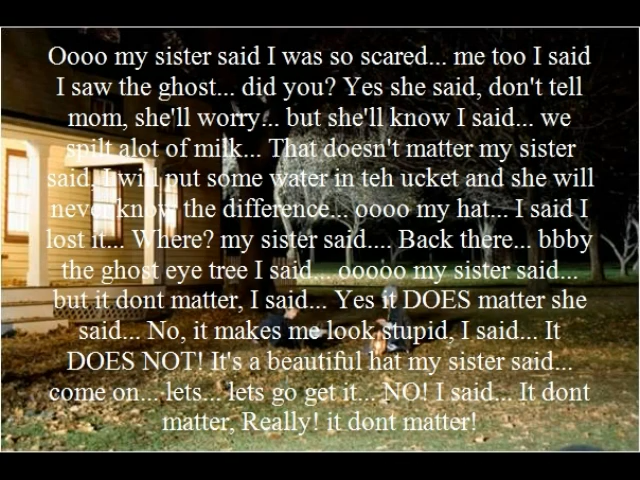 Oooo my sister said I was so scared... me too I said
I saw the ghost... did you? Yes she said, don't tell
mom, she'll worry... but she'll know I said... we
spilt alot of milk... That doesn't matter my sister
said, I will put some water in teh ucket and she will
never know the difference... oooo my hat... I said I
lost it... Where? my sister said.... Back there... bbby
the ghost eye tree I said... ooooo my sister said...
but it dont matter, I said... Yes it DOES matter she
said... No, it makes me look stupid, I said... It
DOES NOT! It's a beautiful hat my sister said...
come on... lets... lets go get it... NO! I said... It dont
matter, Really! it dont matter!